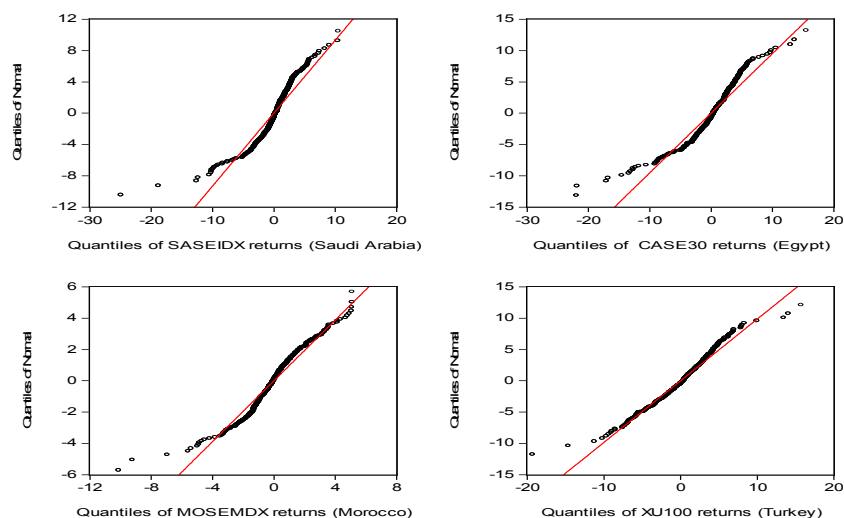 Quantiles of Normal
12
8
4
0
-4
-8
-12
-30 -20 -10 0 10 20
Quantiles of SASEIDX returns (Saudi Arabia)
Quantiles of Normal
15
10
5
0
-5
-10
-15
-30 -20 -10 0 10 20
Quantiles of CASE30 returns (Egypt)
Quantiles of Normal
6
4
2
0
-2
-4
-6
-12 -8 -4 0 4 8
Quantiles of MOSEMDX returns (Morocco)
Quantiles of Normal
15
10
5
0
-5
-10
-15
-20 -10 0 10 20
Quantiles of XU100 returns (Turkey)